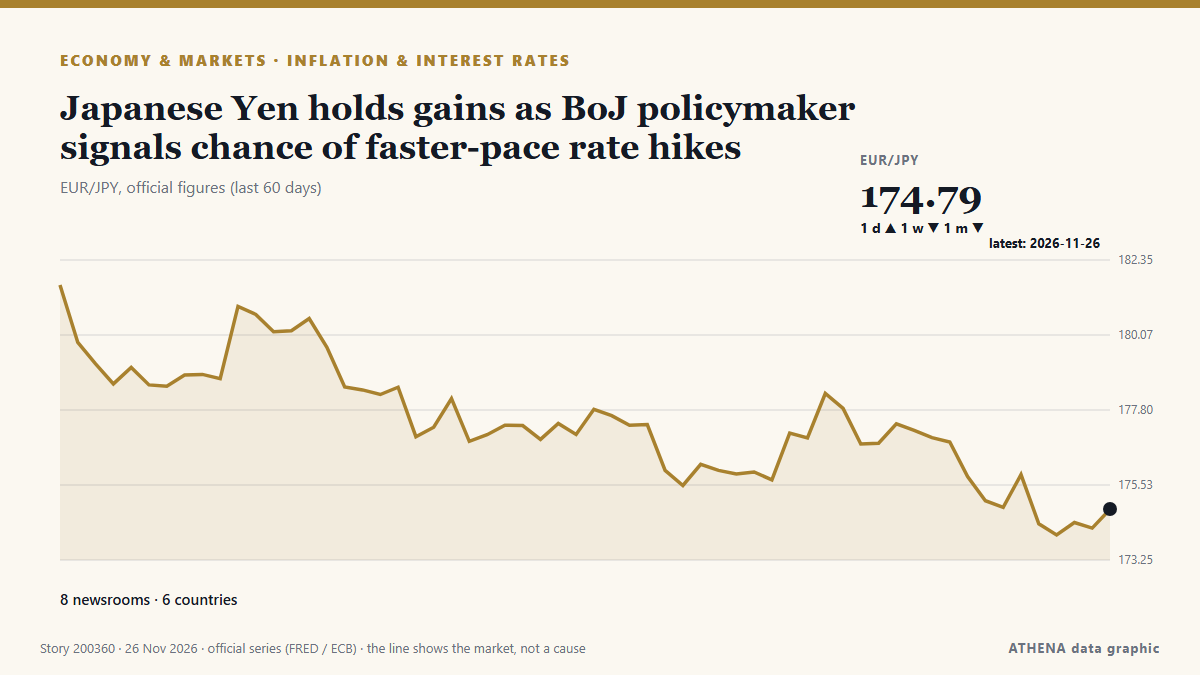 ECONOMY & MARKETS · INFLATION & INTEREST RATES
Japanese Yen holds gains as BoJ policymaker
signals chance of faster-pace rate hikes
EUR/JPY, official figures (last 60 days)
EUR/JPY
174.79
1 d ▲ 1 w ▼ 1 m ▼
latest: 2026-11-26
182.35
180.07
177.80
175.53
173.25
8 newsrooms · 6 countries
Story 200360 · 26 Nov 2026 · official series (FRED / ECB) · the line shows the market, not a cause
ATHENA data graphic